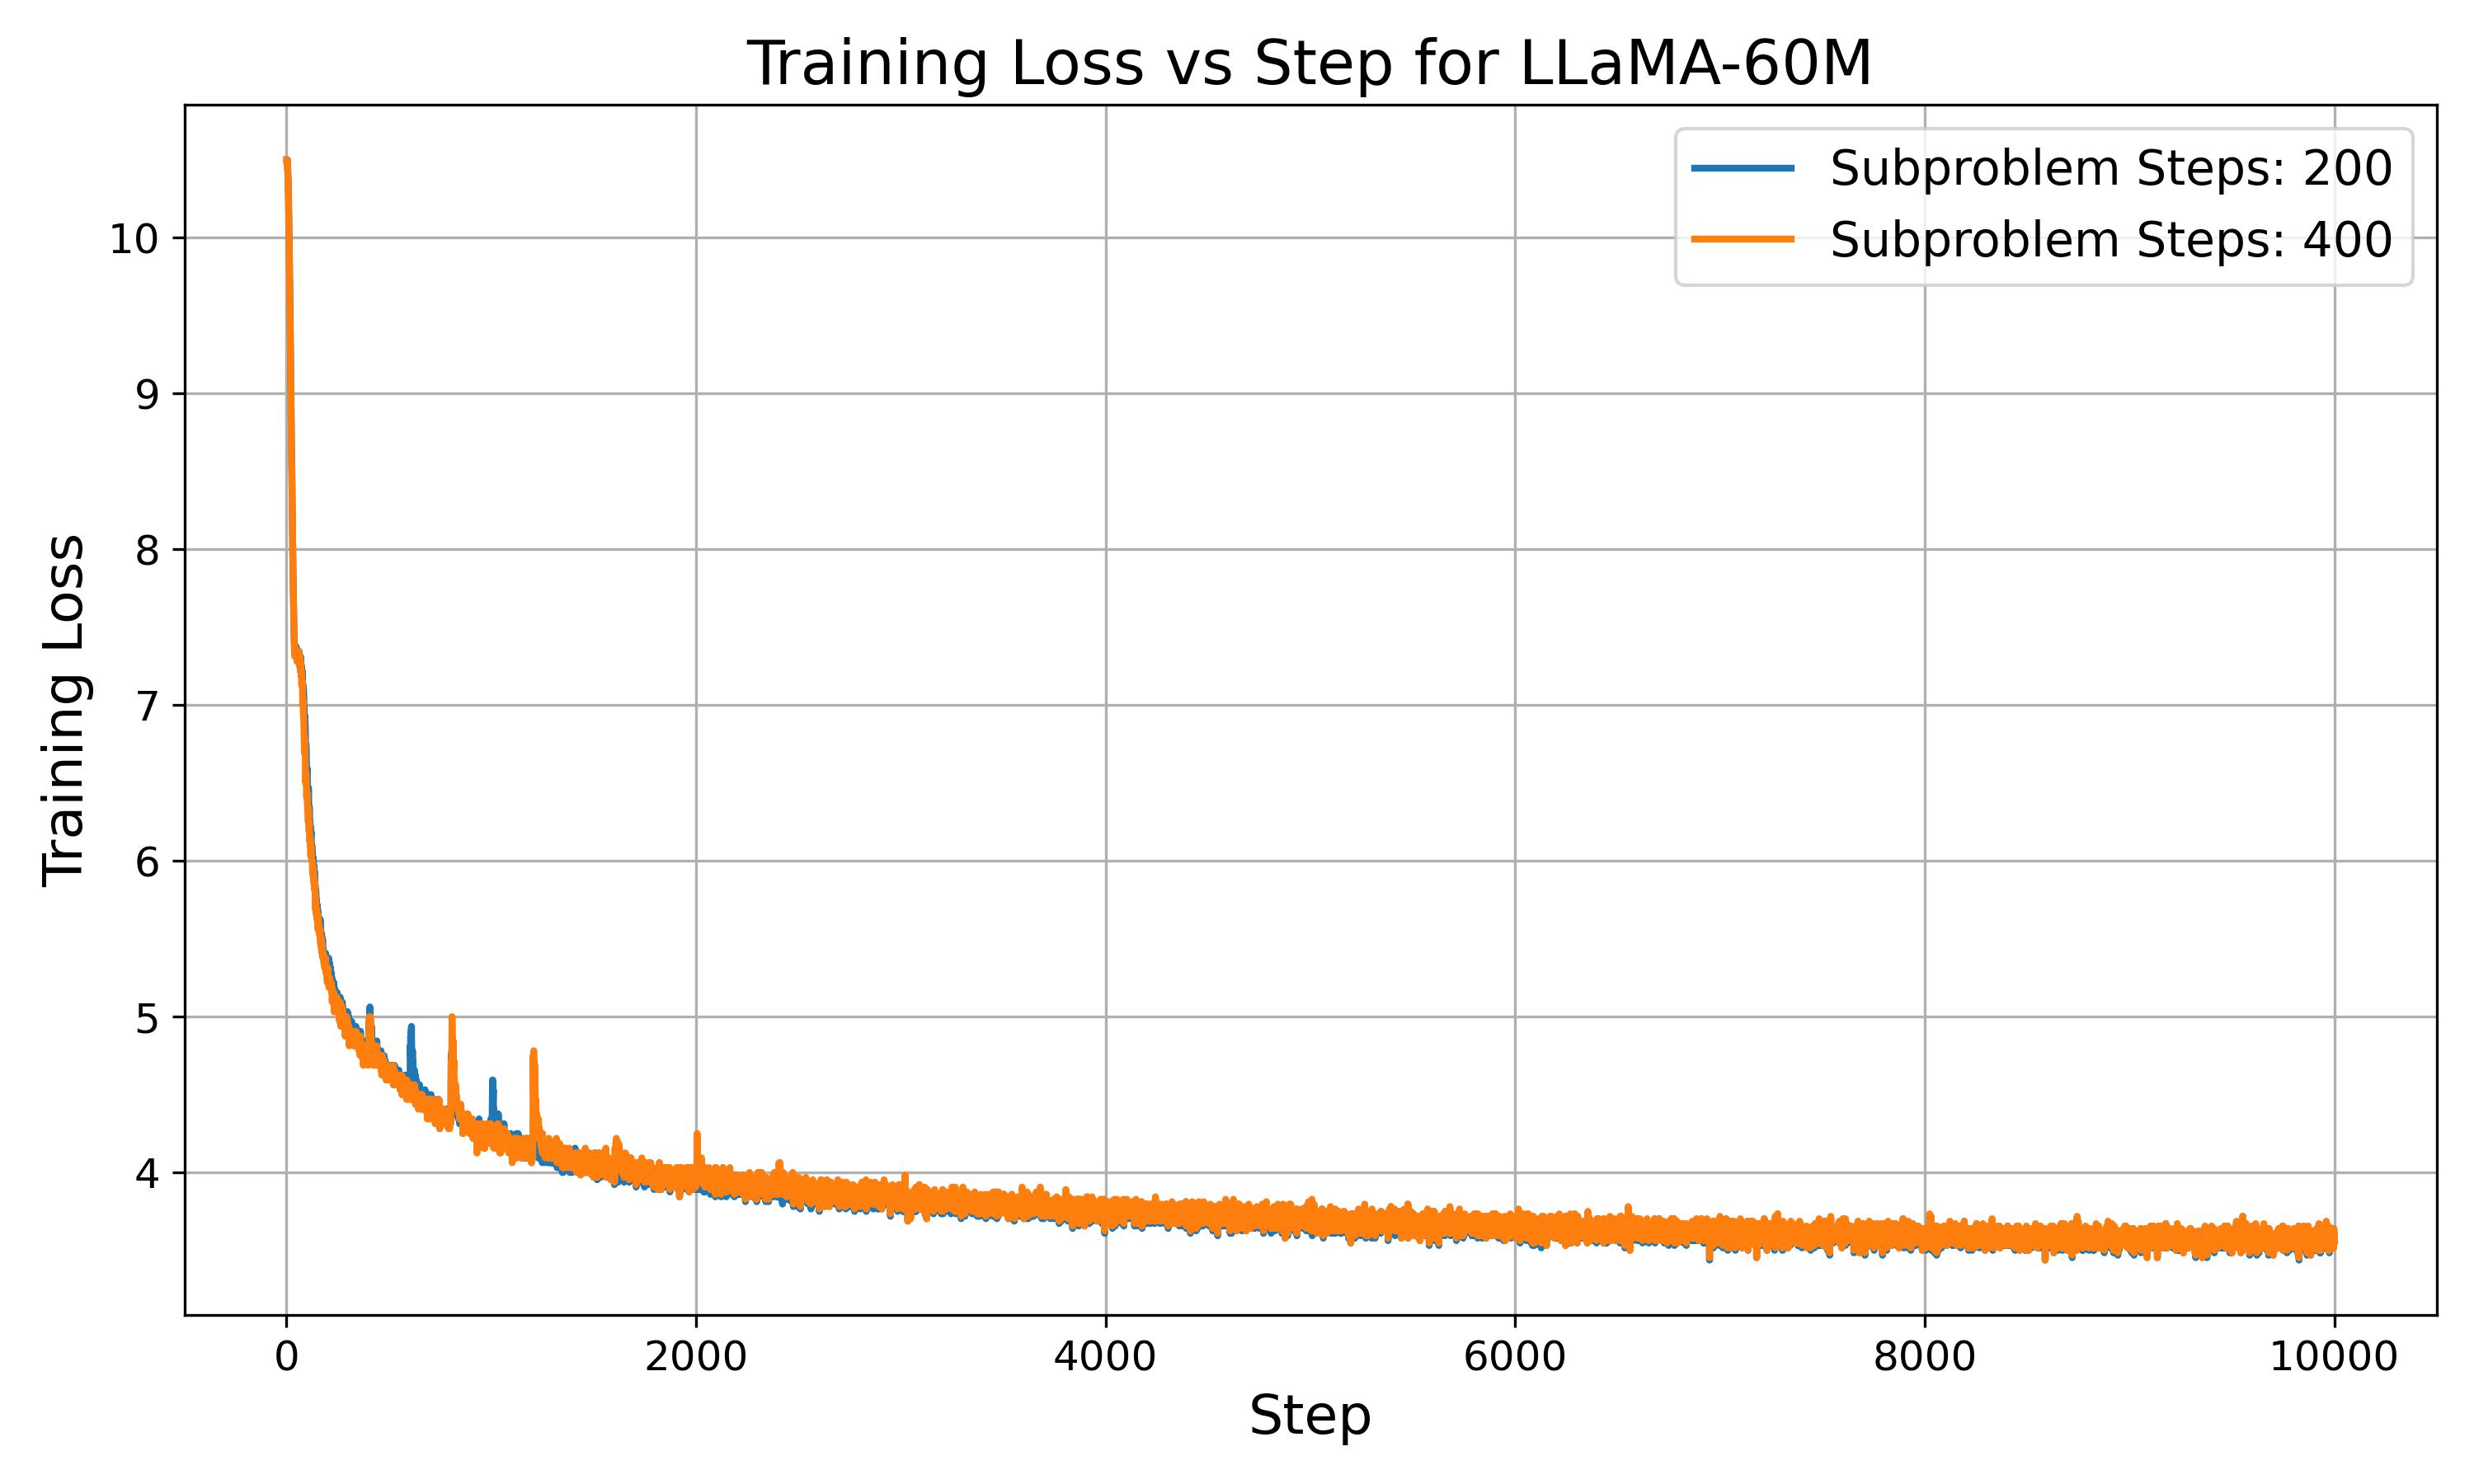 Training Loss vs Step for LLaMA-60M
Subproblem Steps: 200
Subproblem Steps: 400
Training Loss
10
9
8
7
6
5
4
0 2000 4000 6000 8000 10000
Step